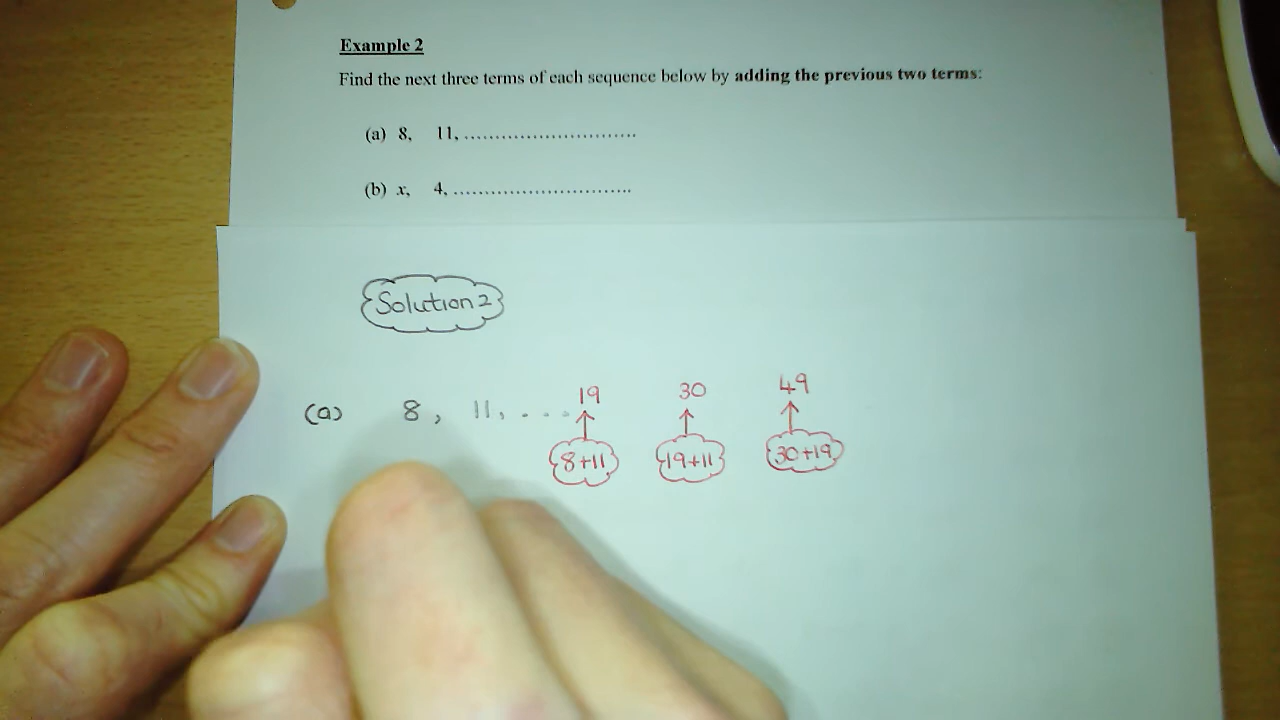 Example 2
Find the next three terms of each sequence below by adding the previous two terms:
(a) 8, 11, ............................
(b) x, 4, .............................
Solution 2
19 30 49
(a) 8, 11, ...
8+11 19+11 30+19